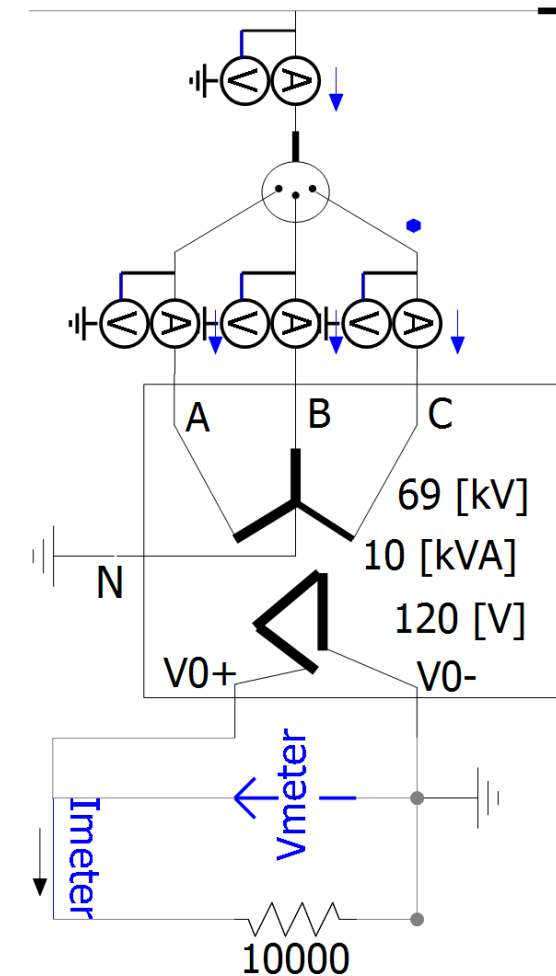 V A
V A V A V A
A B C
69 [kV]
10 [kVA]
N
120 [V]
V0+ V0-
Imeter
Vmeter
10000